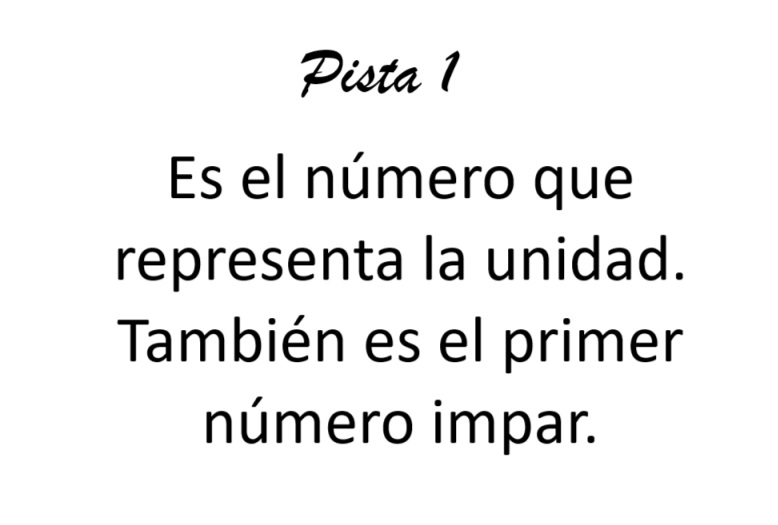 Pista 1
Es el número que
representa la unidad.
También es el primer
número impar.